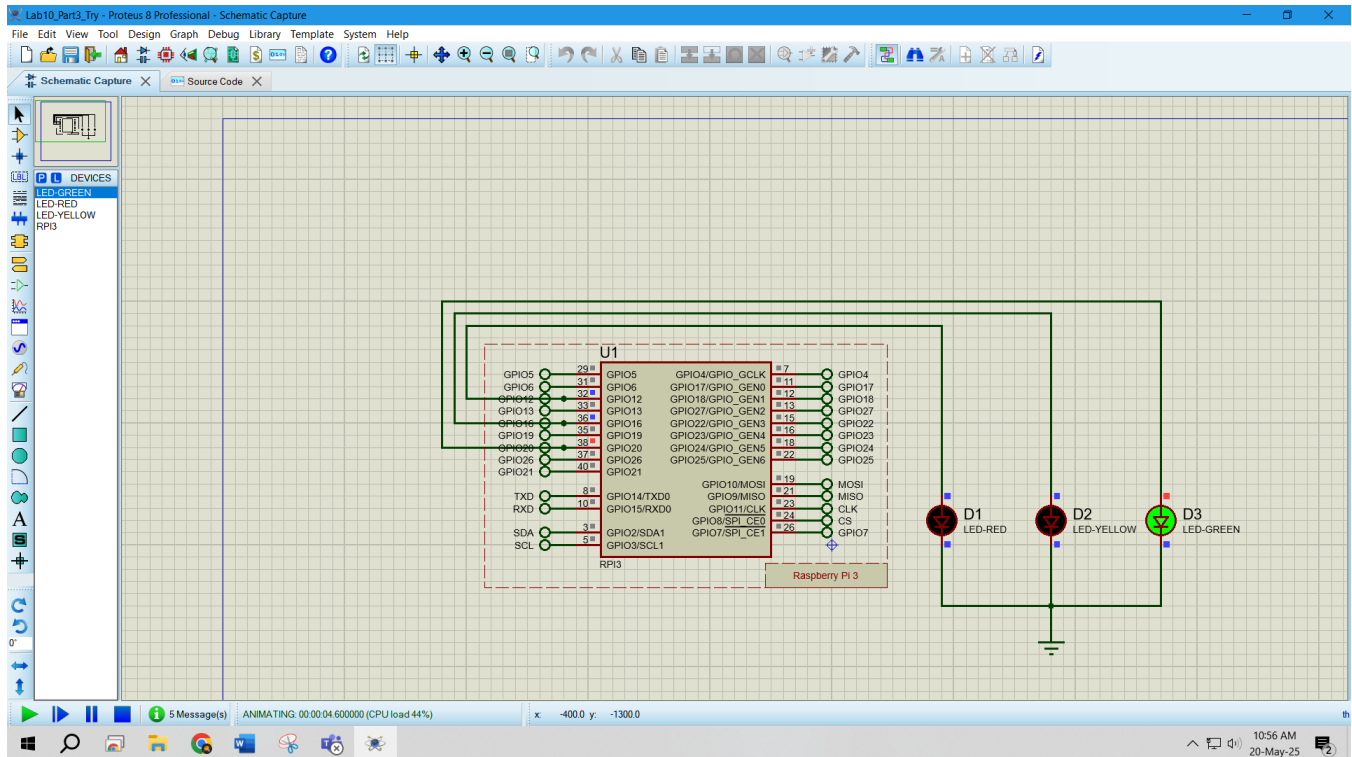 Lab10_Part3_Try - Proteus 8 Professional - Schematic Capture
File Edit View Tool Design Graph Debug Library Template System Help
Schematic Capture
Source Code
P L DEVICES
LED-GREEN
LED-RED
LED-YELLOW
RPI3
U1
GPIO5 29 GPIO5 GPIO4/GPIO_GCLK 7 GPIO4
GPIO6 31 GPIO6 GPIO17/GPIO_GEN0 11 GPIO17
GPIO12 32 GPIO12 GPIO18/GPIO_GEN1 12 GPIO18
GPIO13 33 GPIO13 GPIO27/GPIO_GEN2 13 GPIO27
GPIO16 36 GPIO16 GPIO22/GPIO_GEN3 15 GPIO22
GPIO19 35 GPIO19 GPIO23/GPIO_GEN4 16 GPIO23
GPIO20 38 GPIO20 GPIO24/GPIO_GEN5 18 GPIO24
GPIO26 37 GPIO26 GPIO25/GPIO_GEN6 22 GPIO25
GPIO21 40 GPIO21
GPIO10/MOSI 19 MOSI
TXD 8 GPIO14/TXD0 GPIO9/MISO 21 MISO
RXD 10 GPIO15/RXD0 GPIO11/CLK 23 CLK
GPIO8/SPI_CE0 24 CS
SDA 3 GPIO2/SDA1 GPIO7/SPI_CE1 26 GPIO7
SCL 5 GPIO3/SCL1
RPI3
Raspberry Pi 3
D1
LED-RED
D2
LED-YELLOW
D3
LED-GREEN
LBL
A
S
0°
5 Message(s) ANIMATING: 00:00:04.600000 (CPU load 44%) x: -400.0 y: -1300.0 th
10:56 AM
20-May-25
2